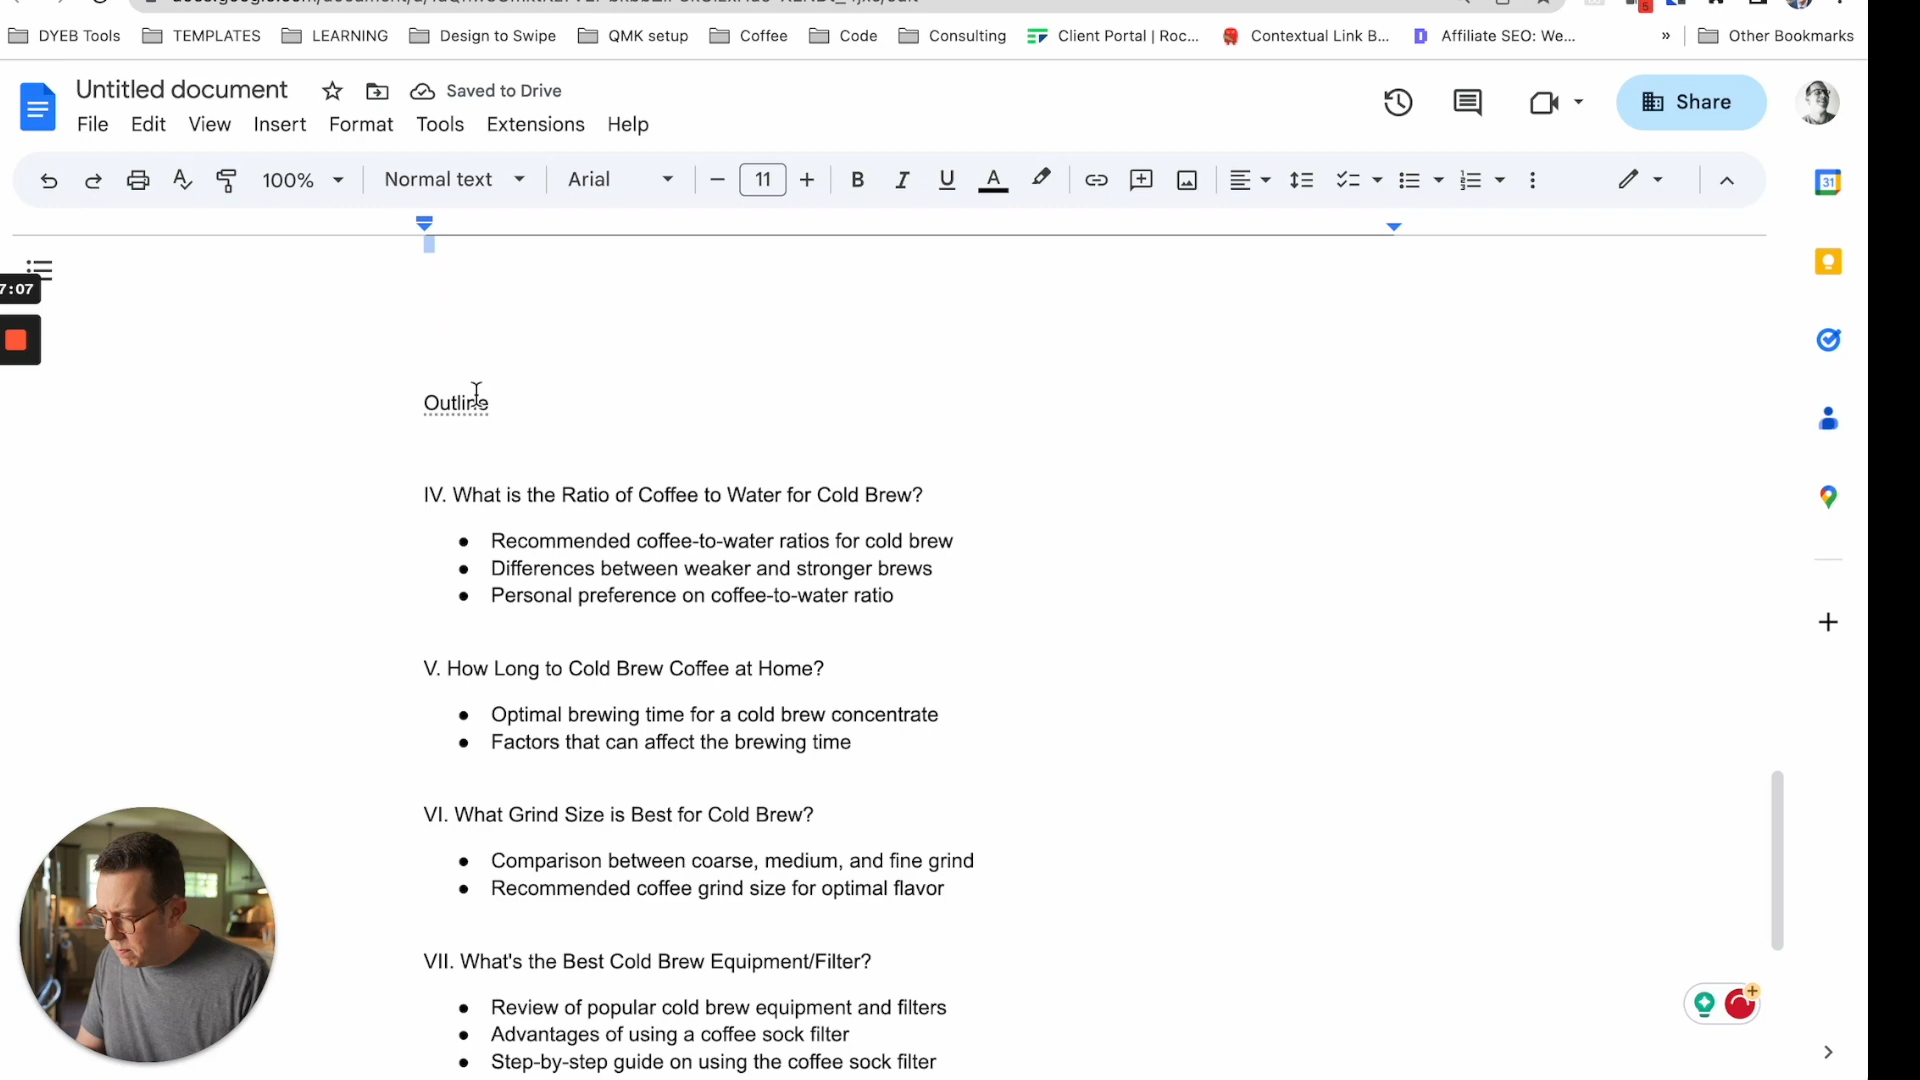 DYEB Tools
TEMPLATES
LEARNING
Design to Swipe
QMK setup
Coffee
Code
Consulting
Client Portal | Roc...
Contextual Link B...
Affiliate SEO: We...
»
Other Bookmarks
Untitled document
Saved to Drive
File Edit View Insert Format Tools Extensions Help
Share
100%
Normal text
Arial
11
B I U A
31
7:07
Outline
IV. What is the Ratio of Coffee to Water for Cold Brew?
● Recommended coffee-to-water ratios for cold brew
● Differences between weaker and stronger brews
● Personal preference on coffee-to-water ratio
V. How Long to Cold Brew Coffee at Home?
● Optimal brewing time for a cold brew concentrate
● Factors that can affect the brewing time
VI. What Grind Size is Best for Cold Brew?
● Comparison between coarse, medium, and fine grind
● Recommended coffee grind size for optimal flavor
VII. What's the Best Cold Brew Equipment/Filter?
● Review of popular cold brew equipment and filters
● Advantages of using a coffee sock filter
● Step-by-step guide on using the coffee sock filter